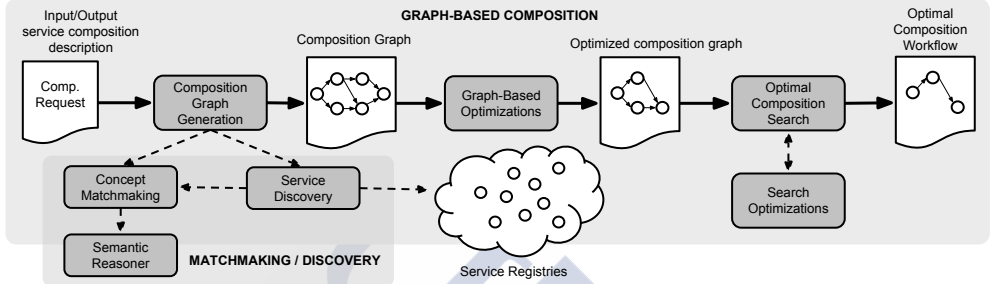 Input/Output
service composition
description
GRAPH-BASED COMPOSITION
Optimal
Composition
Workflow
Composition Graph
Optimized composition graph
Comp.
Request
Composition
Graph
Generation
Graph-Based
Optimizations
Optimal
Composition
Search
Concept
Matchmaking
Service
Discovery
Search
Optimizations
Semantic
Reasoner
MATCHMAKING / DISCOVERY
Service Registries